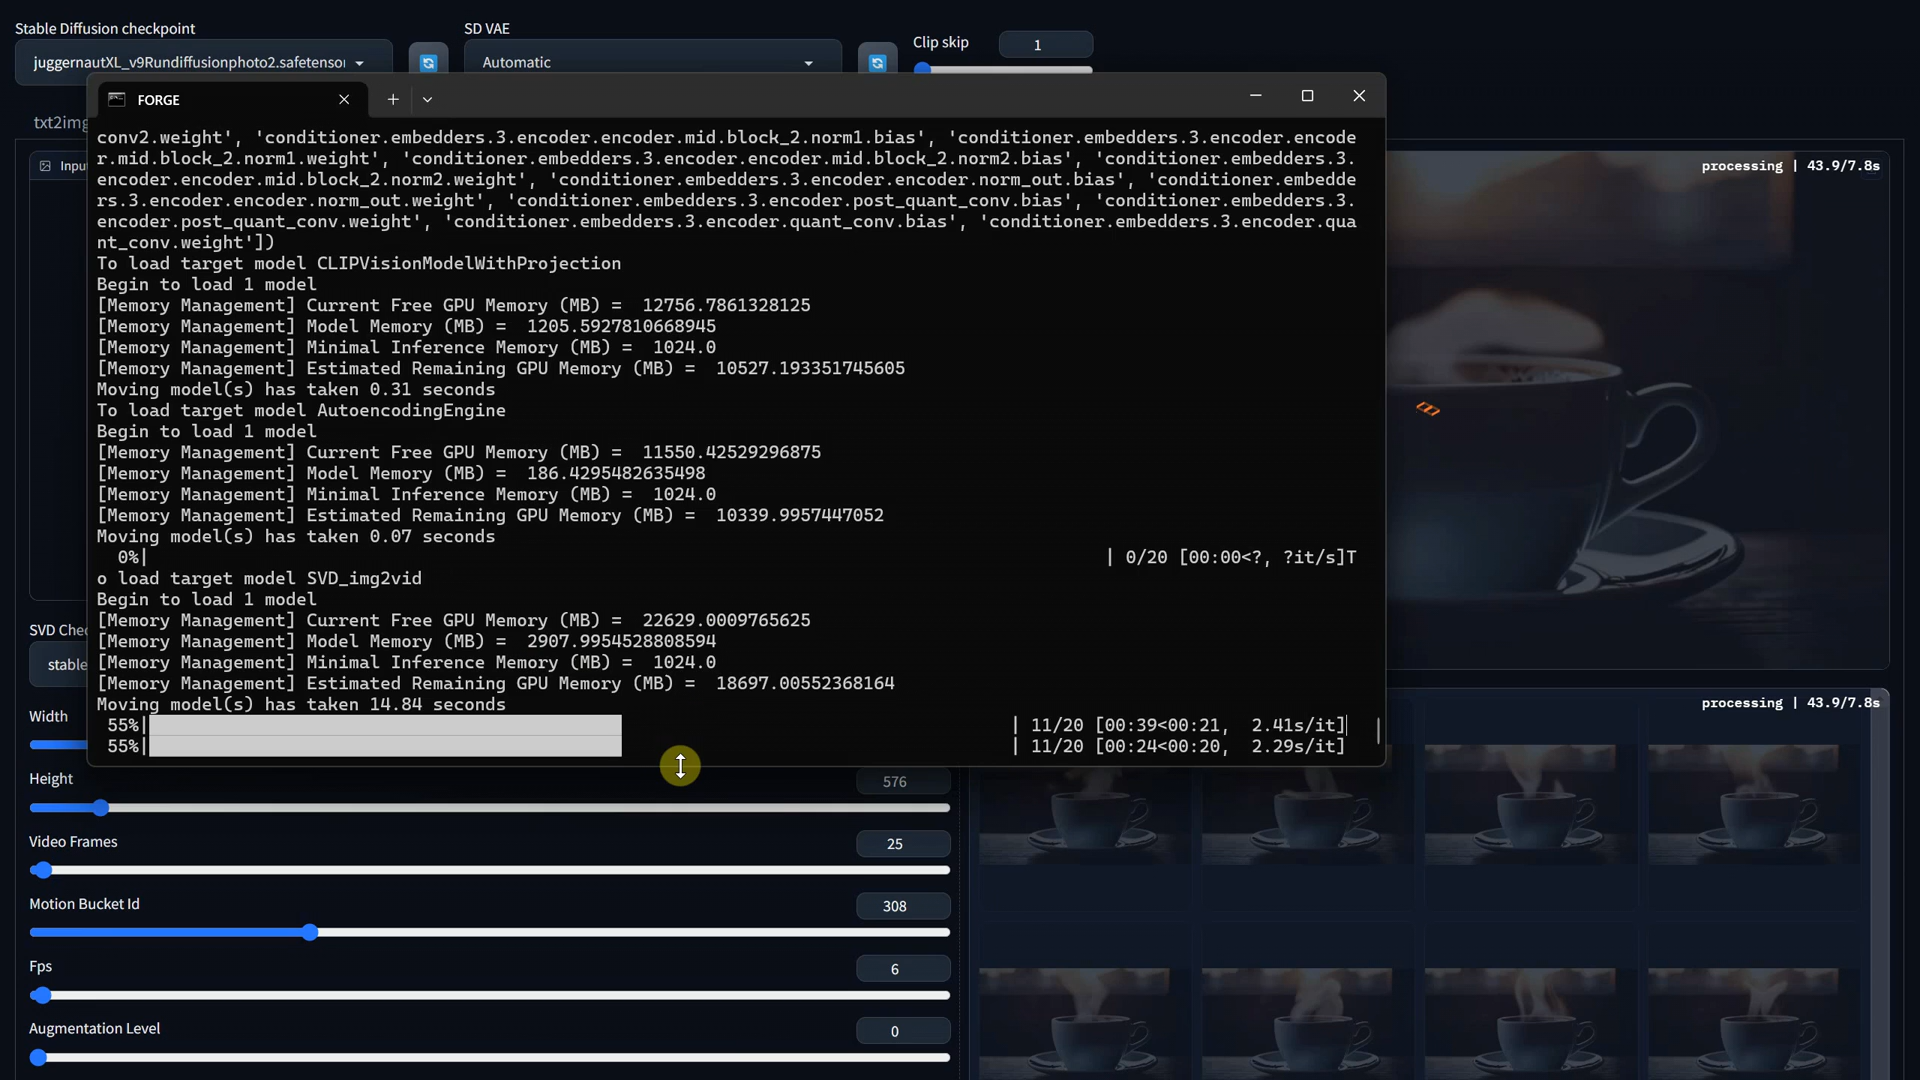 Stable Diffusion checkpoint
SD VAE
Clip skip
1
juggernautXL_v9Rundiffusionphoto2.safetensor
Automatic
FORGE
txt2img
Input
conv2.weight', 'conditioner.embedders.3.encoder.encoder.mid.block_2.norm1.bias', 'conditioner.embedders.3.encoder.encode
r.mid.block_2.norm1.weight', 'conditioner.embedders.3.encoder.encoder.mid.block_2.norm2.bias', 'conditioner.embedders.3.
encoder.encoder.mid.block_2.norm2.weight', 'conditioner.embedders.3.encoder.encoder.norm_out.bias', 'conditioner.embedde
rs.3.encoder.encoder.norm_out.weight', 'conditioner.embedders.3.encoder.post_quant_conv.bias', 'conditioner.embedders.3.
encoder.post_quant_conv.weight', 'conditioner.embedders.3.encoder.quant_conv.bias', 'conditioner.embedders.3.encoder.qua
nt_conv.weight'])
To load target model CLIPVisionModelWithProjection
Begin to load 1 model
[Memory Management] Current Free GPU Memory (MB) =  12756.7861328125
[Memory Management] Model Memory (MB) =  1205.5927810668945
[Memory Management] Minimal Inference Memory (MB) =  1024.0
[Memory Management] Estimated Remaining GPU Memory (MB) =  10527.193351745605
Moving model(s) has taken 0.31 seconds
To load target model AutoencodingEngine
Begin to load 1 model
[Memory Management] Current Free GPU Memory (MB) =  11550.42529296875
[Memory Management] Model Memory (MB) =  186.4295482635498
[Memory Management] Minimal Inference Memory (MB) =  1024.0
[Memory Management] Estimated Remaining GPU Memory (MB) =  10339.9957447052
Moving model(s) has taken 0.07 seconds
0%| | 0/20 [00:00<?, ?it/s]T
o load target model SVD_img2vid
Begin to load 1 model
[Memory Management] Current Free GPU Memory (MB) =  22629.0009765625
[Memory Management] Model Memory (MB) =  2907.9954528808594
[Memory Management] Minimal Inference Memory (MB) =  1024.0
[Memory Management] Estimated Remaining GPU Memory (MB) =  18697.00552368164
Moving model(s) has taken 14.84 seconds
55%| | 11/20 [00:39<00:21,  2.41s/it]
55%| | 11/20 [00:24<00:20,  2.29s/it]
processing | 43.9/7.8s
SVD Chec
stable
Width
Height
576
Video Frames
25
Motion Bucket Id
308
Fps
6
Augmentation Level
0
processing | 43.9/7.8s